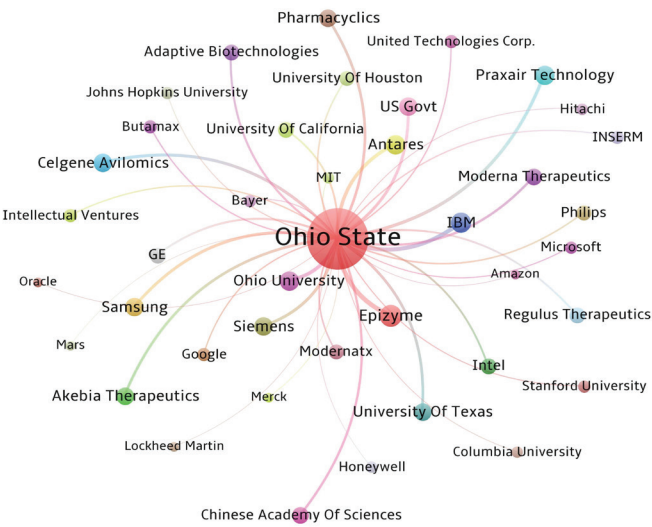 Pharmacyclics
United Technologies Corp.
Adaptive Biotechnologies
University Of Houston
Praxair Technology
Johns Hopkins University
US Govt
Hitachi
Butamax
University Of California
INSERM
Antares
Celgene Avilomics
MIT
Moderna Therapeutics
Bayer
Intellectual Ventures
IBM
Philips
Ohio State
Microsoft
GE
Amazon
Oracle
Ohio University
Samsung
Epizyme
Regulus Therapeutics
Siemens
Mars
Google
Modernatx
Intel
Stanford University
Akebia Therapeutics
Merck
University Of Texas
Lockheed Martin
Columbia University
Honeywell
Chinese Academy Of Sciences